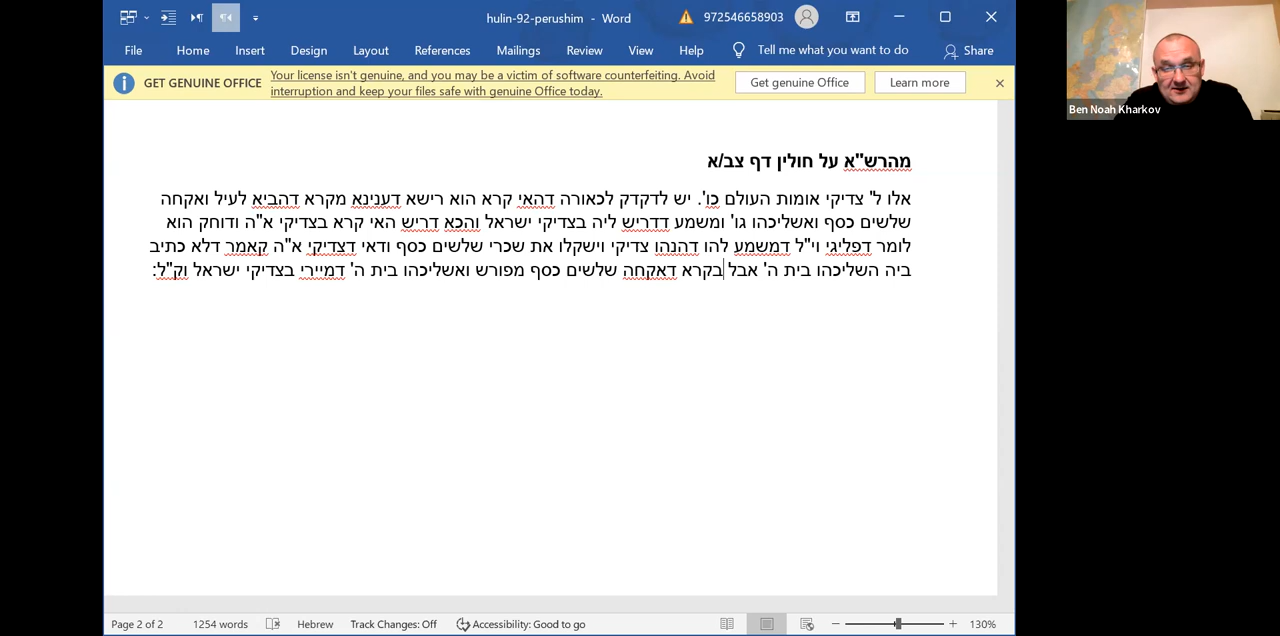 hulin-92-perushim - Word
972546658903
File Home Insert Design Layout References Mailings Review View Help Tell me what you want to do Share
GET GENUINE OFFICE Your license isn't genuine, and you may be a victim of software counterfeiting. Avoid
interruption and keep your files safe with genuine Office today.
Get genuine Office Learn more
Ben Noah Kharkov
מהרש"א על חולין דף צב/א
אלו ל' צדיקי אומות העולם כו'. יש לדקדק לכאורה דהאי קרא הוא רישא דענינא מקרא דהביא לעיל ואקחה
שלשים כסף ואשליכהו גו' ומשמע דדריש ליה בצדיקי ישראל והכא דריש האי קרא בצדיקי א"ה ודוחק הוא
לומר דפליגי וי"ל דמשמע להו דהנהו צדיקי וישקלו את שכרי שלשים כסף ודאי דצדיקי א"ה קאמר דלא כתיב
ביה השליכהו בית ה' אבל בקרא דאקחה שלשים כסף מפורש ואשליכהו בית ה' דמיירי בצדיקי ישראל וק"ל:
Page 2 of 2 1254 words Hebrew Track Changes: Off Accessibility: Good to go 130%